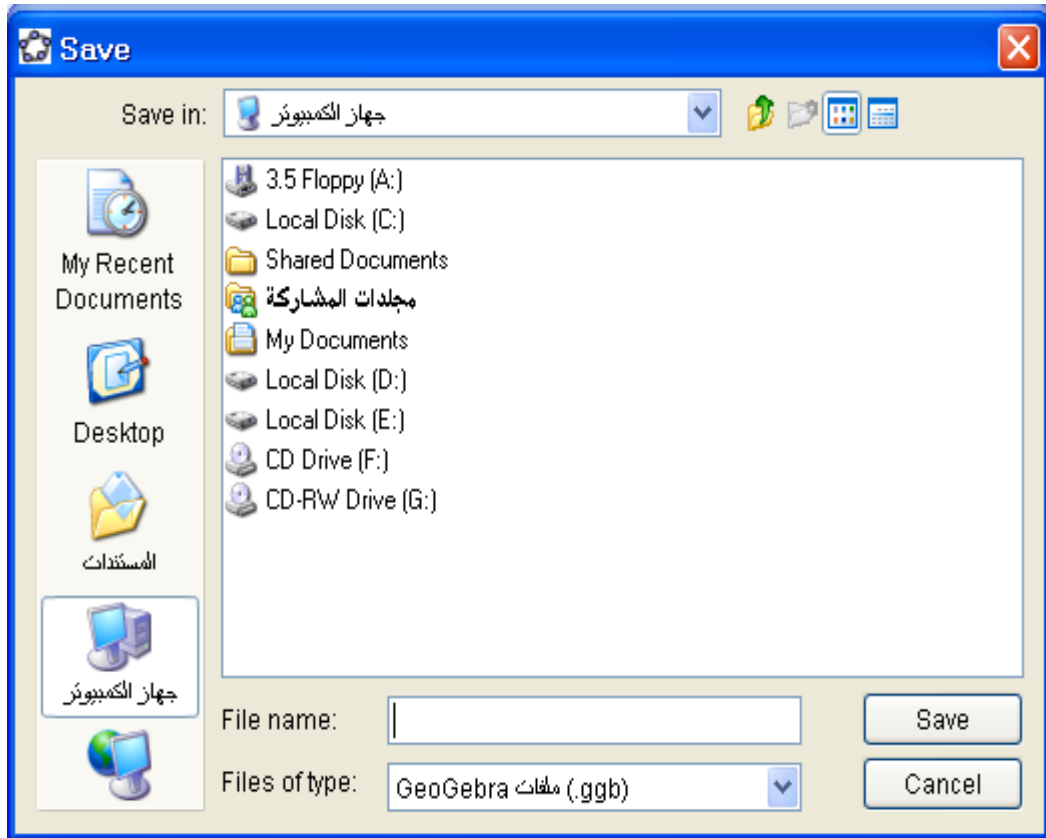 Save
Save in:
جهاز الكمبيوتر
3.5 Floppy (A:)
Local Disk (C:)
Shared Documents
مجلدات المشاركة
My Documents
Local Disk (D:)
Local Disk (E:)
CD Drive (F:)
CD-RW Drive (G:)
My Recent
Documents
Desktop
المستندات
جهاز الكمبيوتر
File name:
Save
Files of type:
GeoGebra ملفات (.ggb)
Cancel